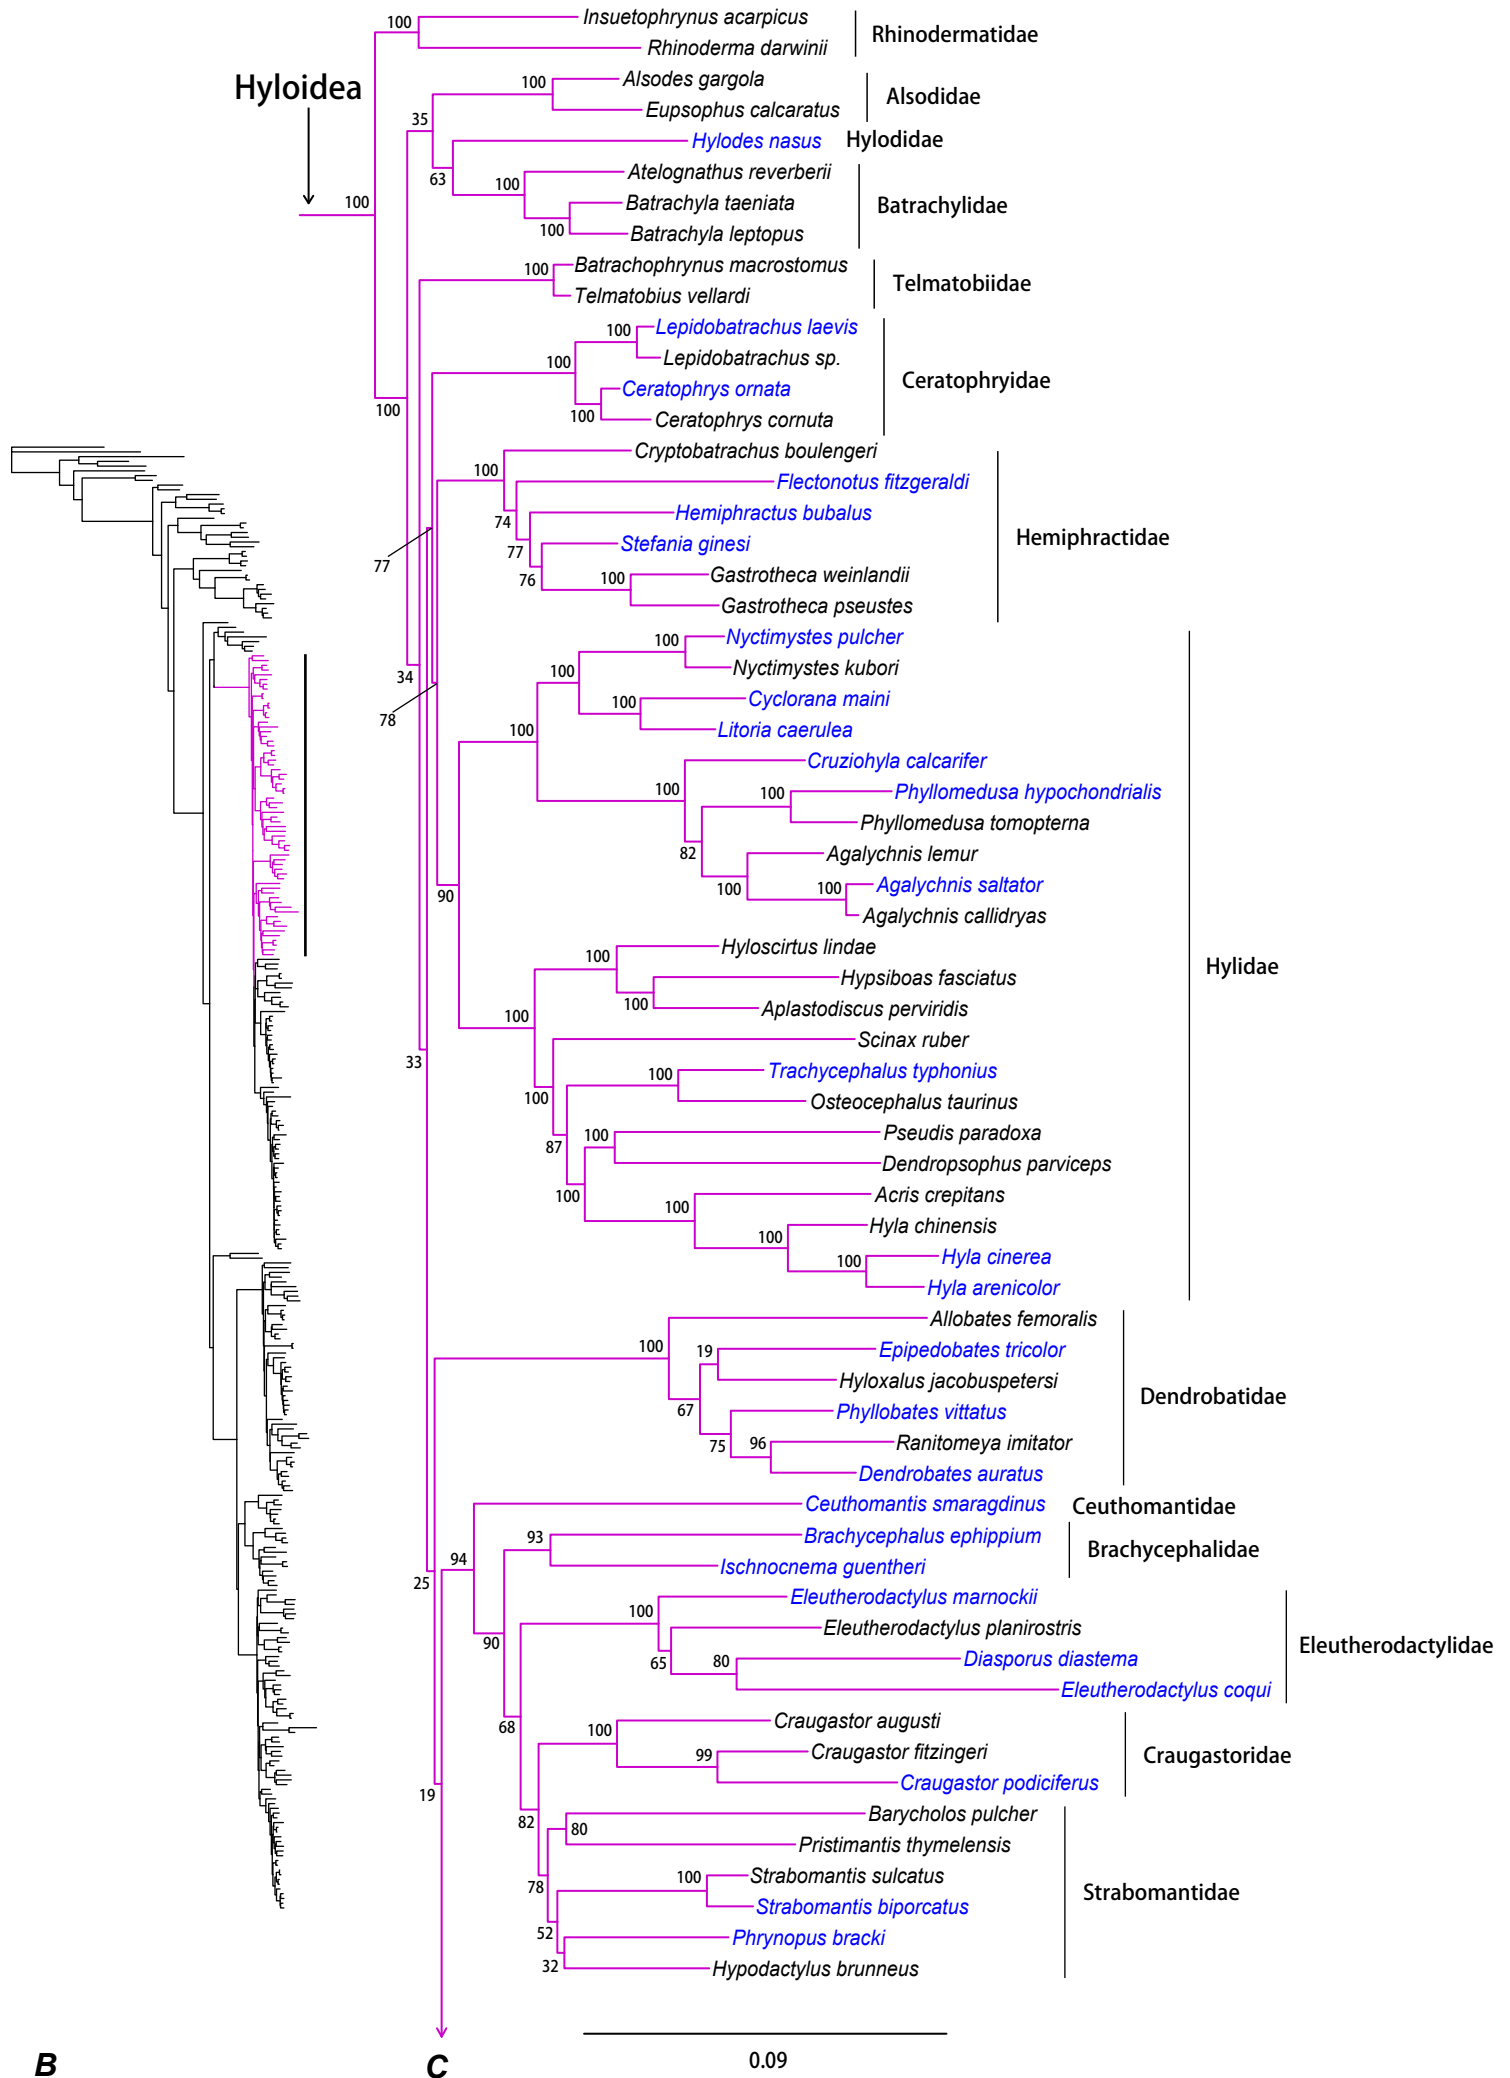 Insuetophrynus acarpicus
100
Rhinodermatidae
Rhinoderma darwinii
Hyloidea
Alsodes gargola
100
Alsodidae
Eupsophus calcaratus
35
Hylodes nasus Hylodidae
63
Atelognathus reverberii
100
Batrachyla taeniata
Batrachylidae
100
Batrachyla leptopus
100
Batrachophrynus macrostomus
100
Telmatobiidae
Telmatobius vellardi
Lepidobatrachus laevis
100
Lepidobatrachus sp.
100
Ceratophryidae
Ceratophrys ornata
100
Ceratophrys cornuta
100
Cryptobatrachus boulengeri
100
Flectonotus fitzgeraldi
74
Hemiphractus bubalus
Hemiphractidae
77
Stefania ginesi
77
76
100
Gastrotheca weinlandii
Gastrotheca pseustes
Nyctimystes pulcher
100
Nyctimystes kubori
100
34
Cyclorana maini
100
78
Litoria caerulea
100
Cruziohyla calcarifer
100
Phyllomedusa hypochondrialis
100
Phyllomedusa tomopterna
82
Agalychnis lemur
100
Agalychnis saltator
100
90
Agalychnis callidryas
Hyloscirtus lindae
100
Hylidae
Hypsiboas fasciatus
100
Aplastodiscus perviridis
100
Scinax ruber
33
Trachycephalus typhonius
100
100
Osteocephalus taurinus
Pseudis paradoxa
100
87
Dendropsophus parviceps
100
Acris crepitans
100
Hyla chinensis
100
Hyla cinerea
100
Hyla arenicolor
Allobates femoralis
100
Epipedobates tricolor
19
Hyloxalus jacobuspetersi
Dendrobatidae
67
Phyllobates vittatus
75
96
Ranitomeya imitator
Dendrobates auratus
Ceuthomantis smaragdinus Ceuthomantidae
Brachycephalus ephippium
93
Brachycephalidae
94
Ischnocnema guentheri
25
Eleutherodactylus marnockii
100
Eleutherodactylus planirostris
90
Eleutherodactylidae
65
80
Diasporus diastema
Eleutherodactylus coqui
68
Craugastor augusti
100
Craugastor fitzingeri
99
Craugastoridae
Craugastor podiciferus
19
Barycholos pulcher
82
80
Pristimantis thymelensis
Strabomantis sulcatus
100
78
Strabomantidae
Strabomantis biporcatus
52
Phrynopus bracki
32
Hypodactylus brunneus
0.09
B
C